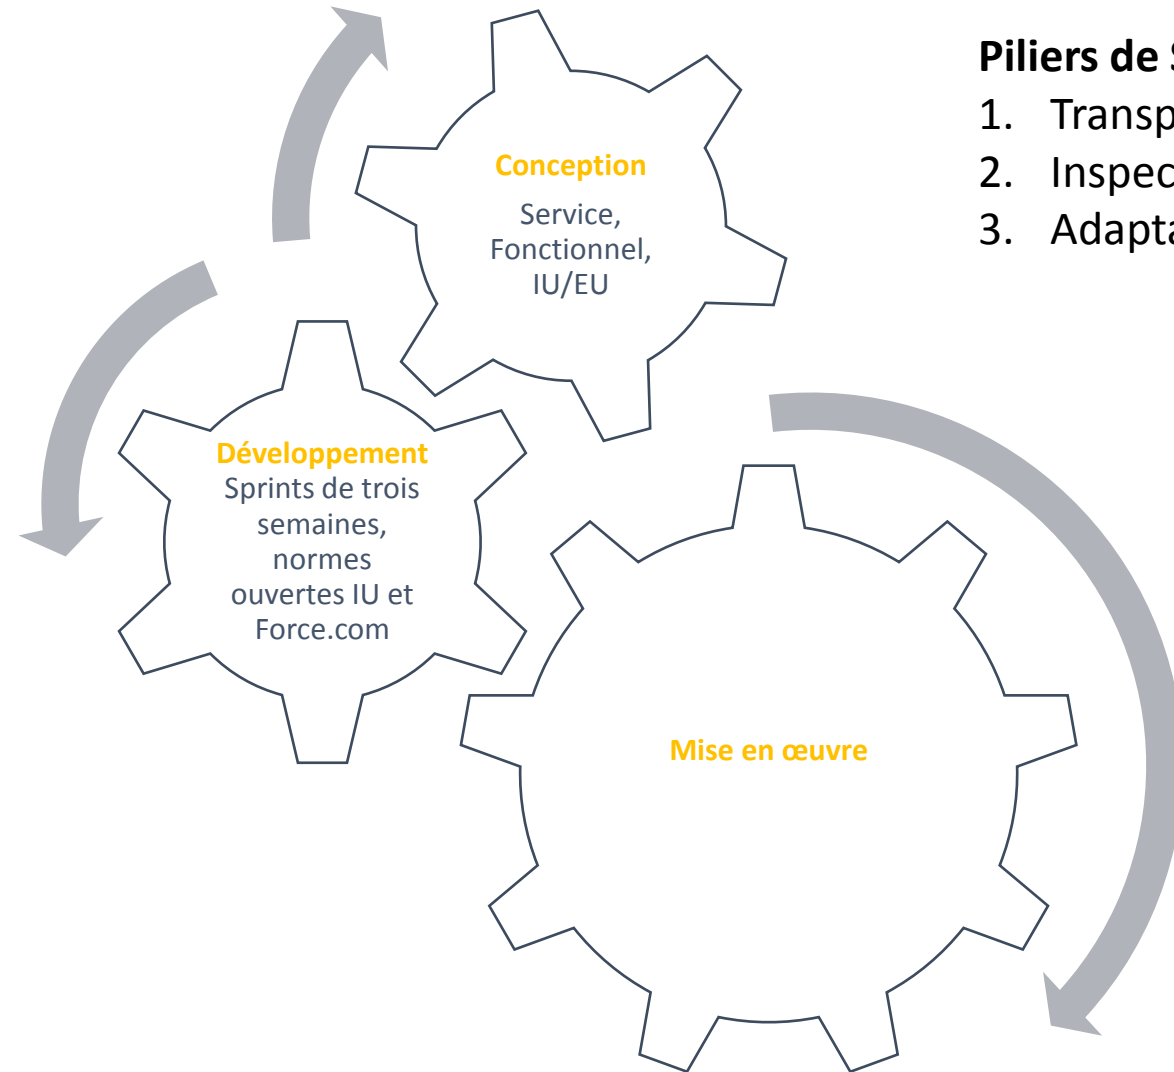 Piliers de
1. Transp
2. Inspec
3. Adapta
Conception
Service,
Fonctionnel,
IU/EU
Développement
Sprints de trois
semaines,
normes
ouvertes IU et
Force.com
Mise en œuvre